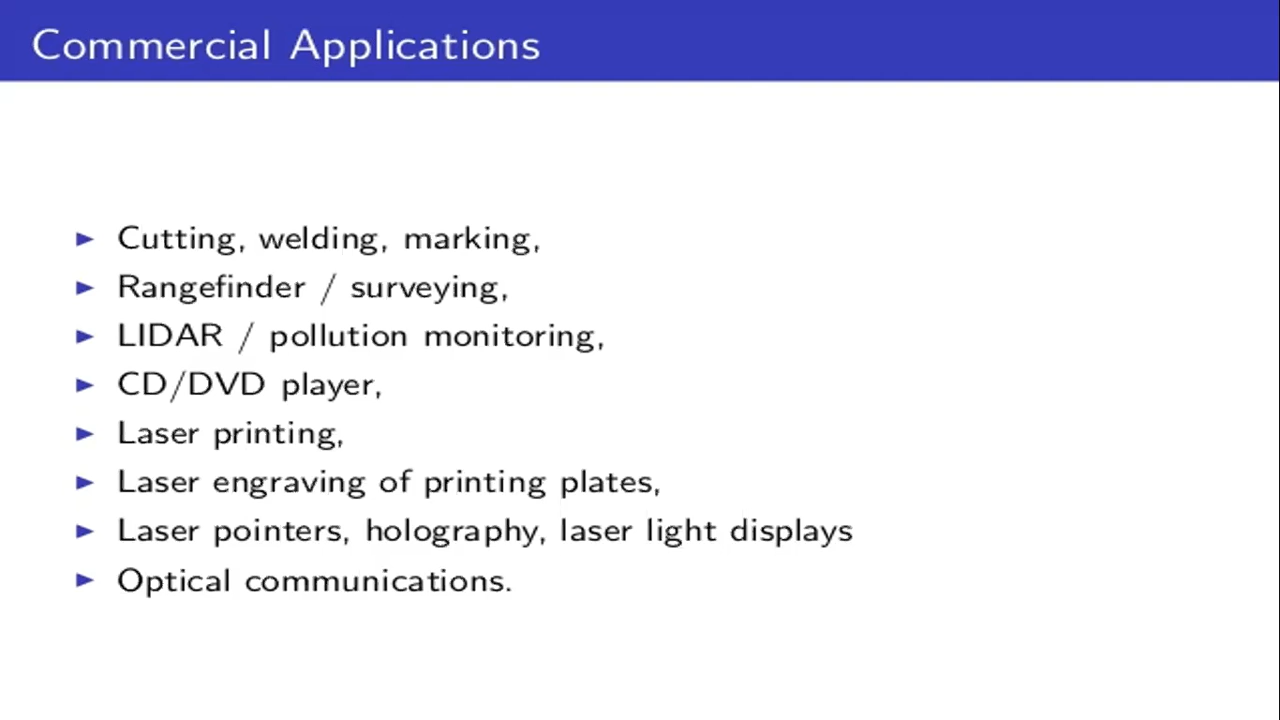 Commercial Applications
Cutting, welding, marking,
Rangefinder / surveying,
LIDAR / pollution monitoring,
CD/DVD player,
Laser printing,
Laser engraving of printing plates,
Laser pointers, holography, laser light displays
Optical communications.